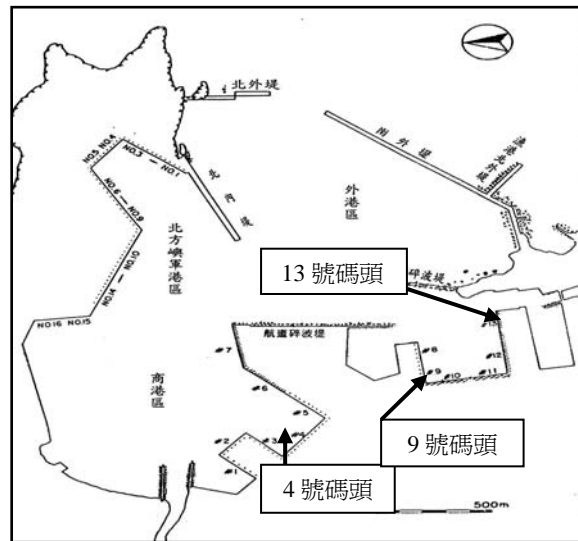 北外堤
南外堤
外港區
NO.5 NO.4
NO.3 — NO.1
NO.6 — NO.9
北方嶼軍港區
NO.14 — NO.10
NO.16 NO.15
碎波堤
13 號碼頭
航道碎波堤
#13
#7
#8
#12
#9
#10
#11
#6
商港區
#5
#4
#2
#3
#1
9 號碼頭
4 號碼頭
500m